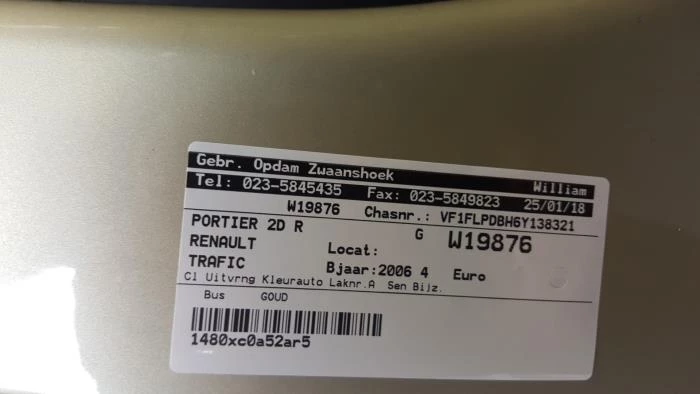 Gebr. Opdam Zwaanshoek William
Tel: 023-5845435 Fax: 023-5849823 25/01/18
W19876 Chasnr.: VF1FLPDBH6Y138321
PORTIER 2D R G W19876
RENAULT Locat:
TRAFIC Bjaar:2006 4 Euro
Cl Uitvrng Kleurauto Laknr.A Sen Bijz.
Bus GOUD
1480xc0a52ar5